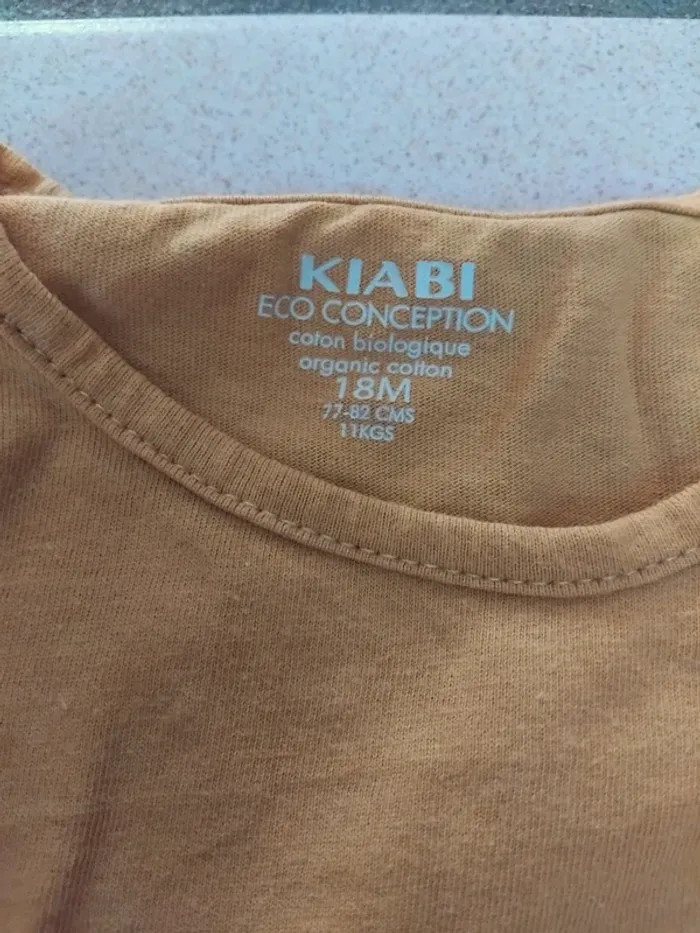 KIABI
ECO CONCEPTION
coton biologique
organic cotton
18M
77-82 CMS
11KGS